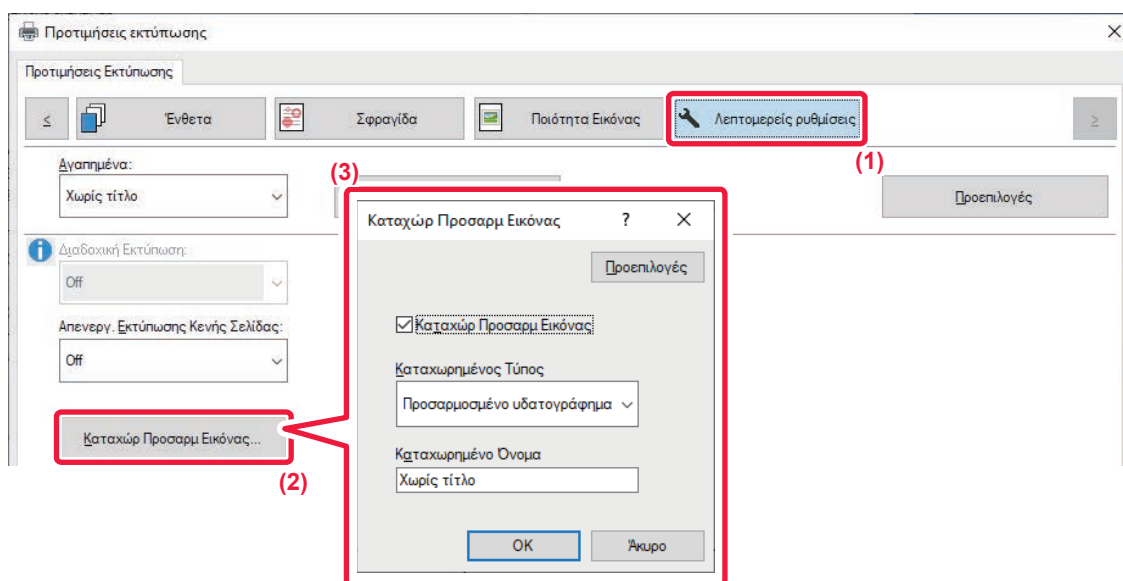 Προτιμήσεις εκτύπωσης
Προτιμήσεις Εκτύπωσης
<
Ένθετα
Σφραγίδα
Ποιότητα Εικόνας
Λεπτομερείς ρυθμίσεις
>
(1)
Αγαπημένα:
(3)
Χωρίς τίτλο
Προεπιλογές
Καταχώρ Προσαρμ Εικόνας ?
Διαδοχική Εκτύπωση:
Προεπιλογές
Off
Καταχώρ Προσαρμ Εικόνας
Απενεργ. Εκτύπωσης Κενής Σελίδας:
Off
Καταχωρημένος Τύπος
Προσαρμοσμένο υδατογράφημα
Καταχώρ Προσαρμ Εικόνας...
(2)
Καταχωρημένο Όνομα
Χωρίς τίτλο
OK
Άκυρο